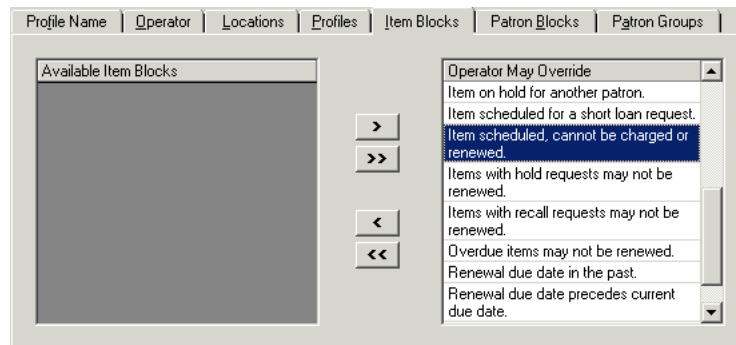 Profile Name Operator Locations Profiles Item Blocks Patron Blocks Patron Groups
Available Item Blocks
>
>>
<
<<
Operator May Override
Item on hold for another patron.
Item scheduled for a short loan request.
Item scheduled, cannot be charged or
renewed.
Items with hold requests may not be
renewed.
Items with recall requests may not be
renewed.
Overdue items may not be renewed.
Renewal due date in the past.
Renewal due date precedes current
due date.